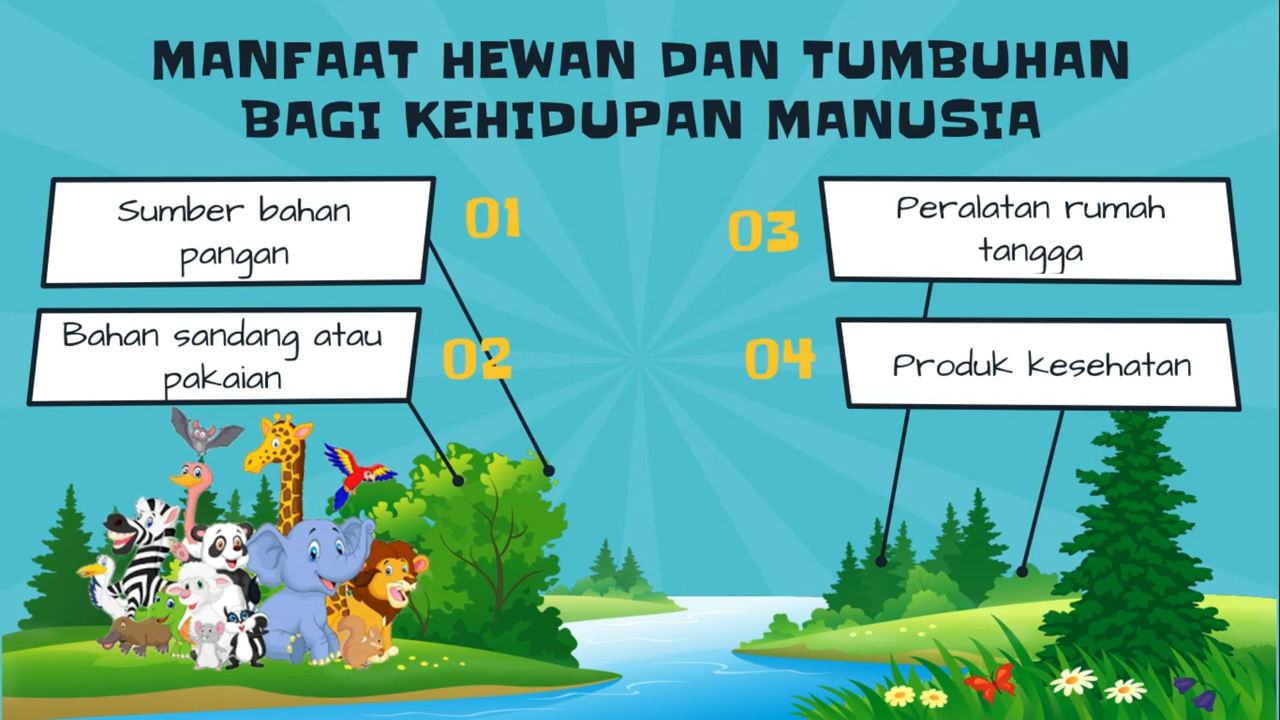 MANFAAT HEWAN DAN TUMBUHAN
BAGI KEHIDUPAN MANUSIA
Sumber bahan
pangan
01
Bahan sandang atau
pakaian
02
03
Peralatan rumah
tangga
04
Produk kesehatan